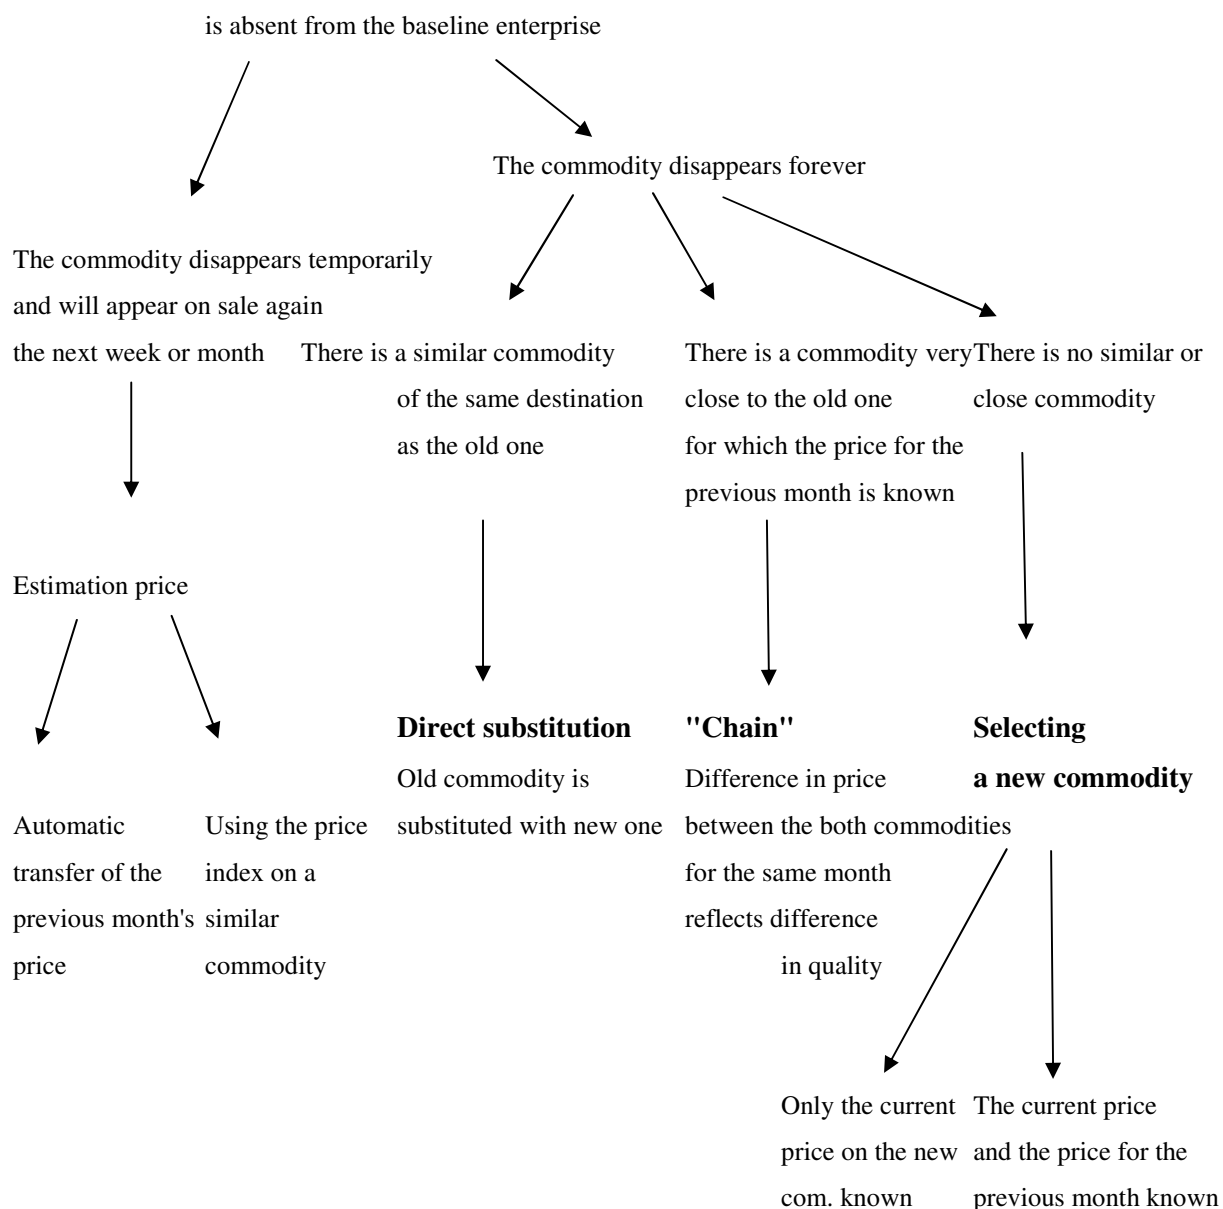 is absent from the baseline enterprise
The commodity disappears forever
The commodity disappears temporarily
and will appear on sale again
the next week or month
There is a similar commodity
of the same destination
as the old one
There is a commodity very
close to the old one
for which the price for the
previous month is known
There is no similar or
close commodity
Estimation price
Automatic
transfer of the
previous month's
price
Using the price
index on a
similar
commodity
Direct substitution
Old commodity is
substituted with new one
"Chain"
Difference in price
between the both commodities
for the same month
reflects difference
in quality
Selecting
a new commodity
Only the current
price on the new
com. known
The current price
and the price for the
previous month known